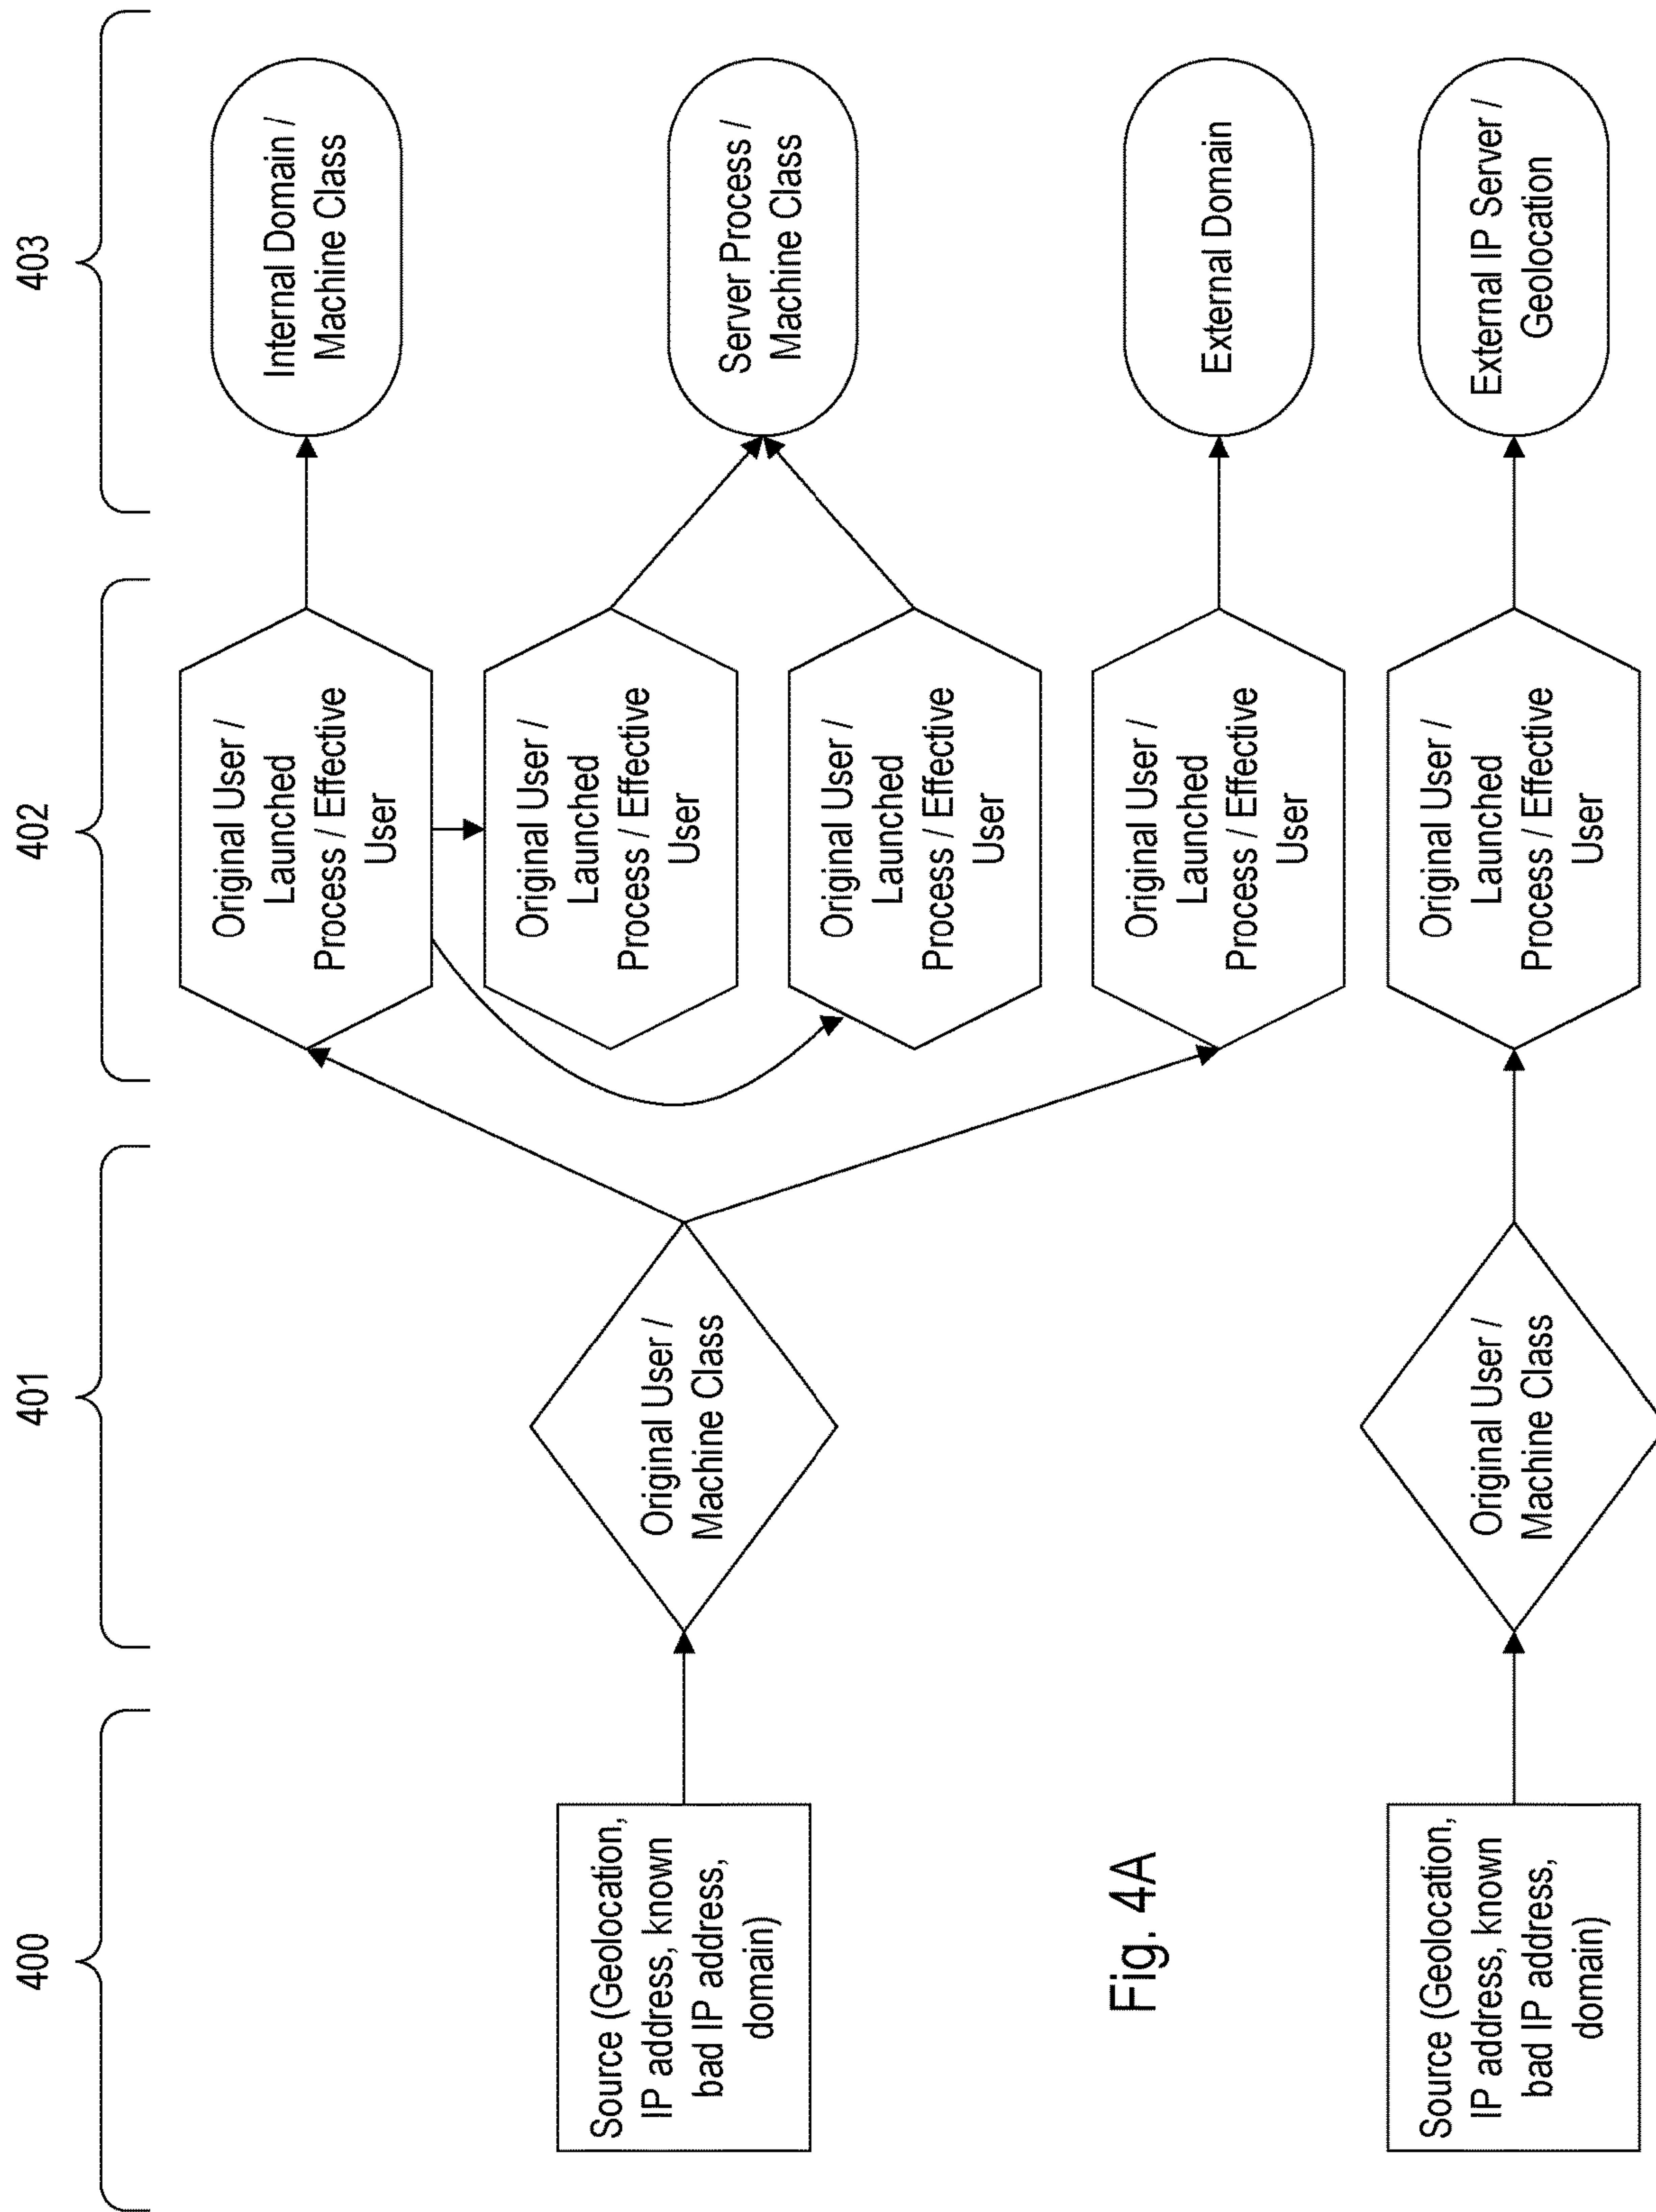 400
401
402
403
Source (Geolocation,
IP address, known
bad IP address,
domain)
Original User /
Machine Class
Original User /
Launched
Process / Effective
User
Internal Domain /
Machine Class
Original User /
Launched
Process / Effective
User
Server Process /
Machine Class
Original User /
Launched
Process / Effective
User
Original User /
Launched
Process / Effective
User
External Domain
Fig. 4A
Source (Geolocation,
IP address, known
bad IP address,
domain)
Original User /
Machine Class
Original User /
Launched
Process / Effective
User
External IP Server /
Geolocation